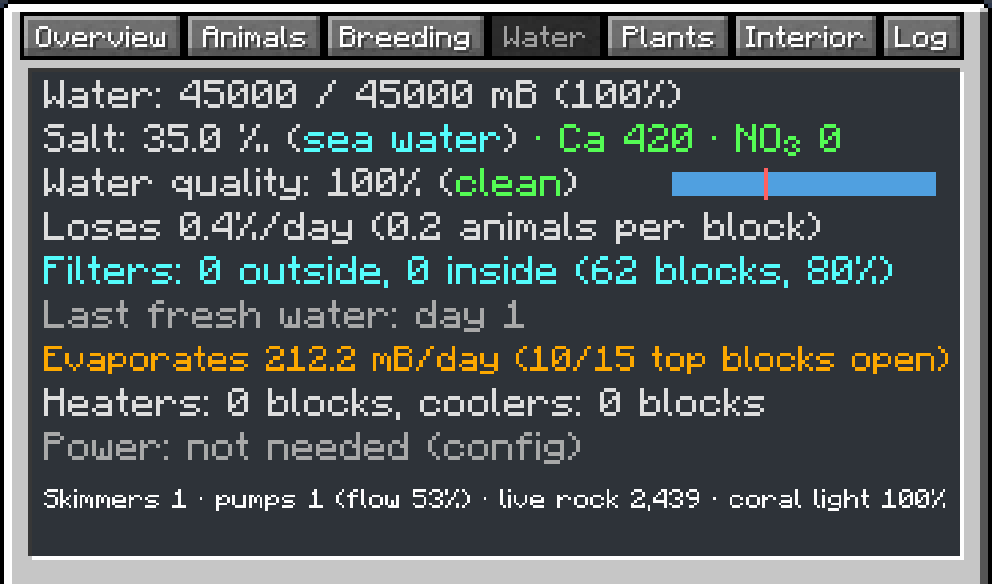 Overview Animals Breeding Water Plants Interior Log
Water: 45000 / 45000 mB (100%)
Salt: 35.0 ‰ (sea water) · Ca 420 · NO₃ 0
Water quality: 100% (clean)
Loses 0.4%/day (0.2 animals per block)
Filters: 0 outside, 0 inside (62 blocks, 80%)
Last fresh water: day 1
Evaporates 212.2 mB/day (10/15 top blocks open)
Heaters: 0 blocks, coolers: 0 blocks
Power: not needed (config)
Skimmers 1 · pumps 1 (flow 53%) · live rock 2,439 · coral light 100%